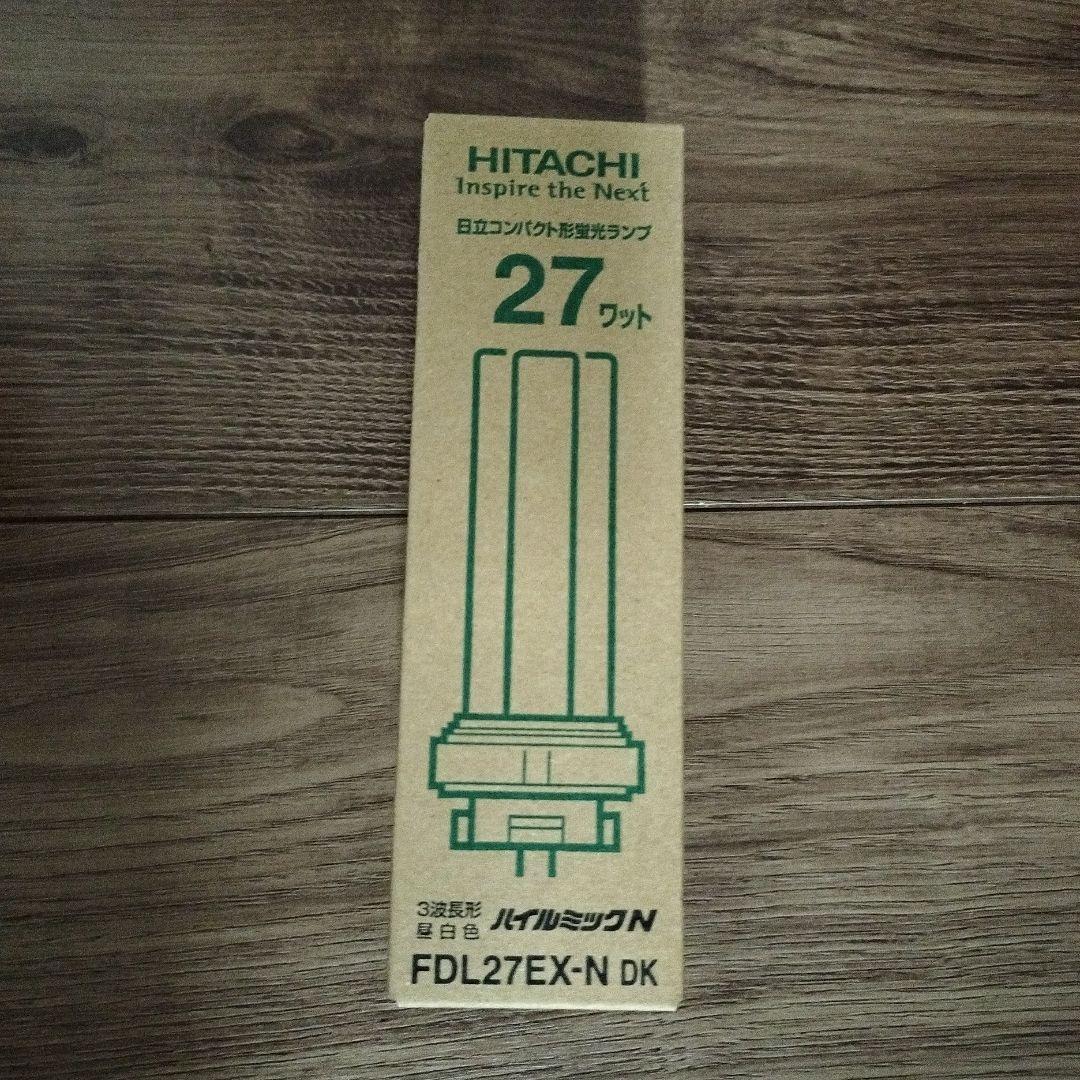 HITACHI
Inspire the Next
日立コンパクト形蛍光ランプ
27ワット
3波長形
昼白色
ハイルミックN
FDL27EX-N DK